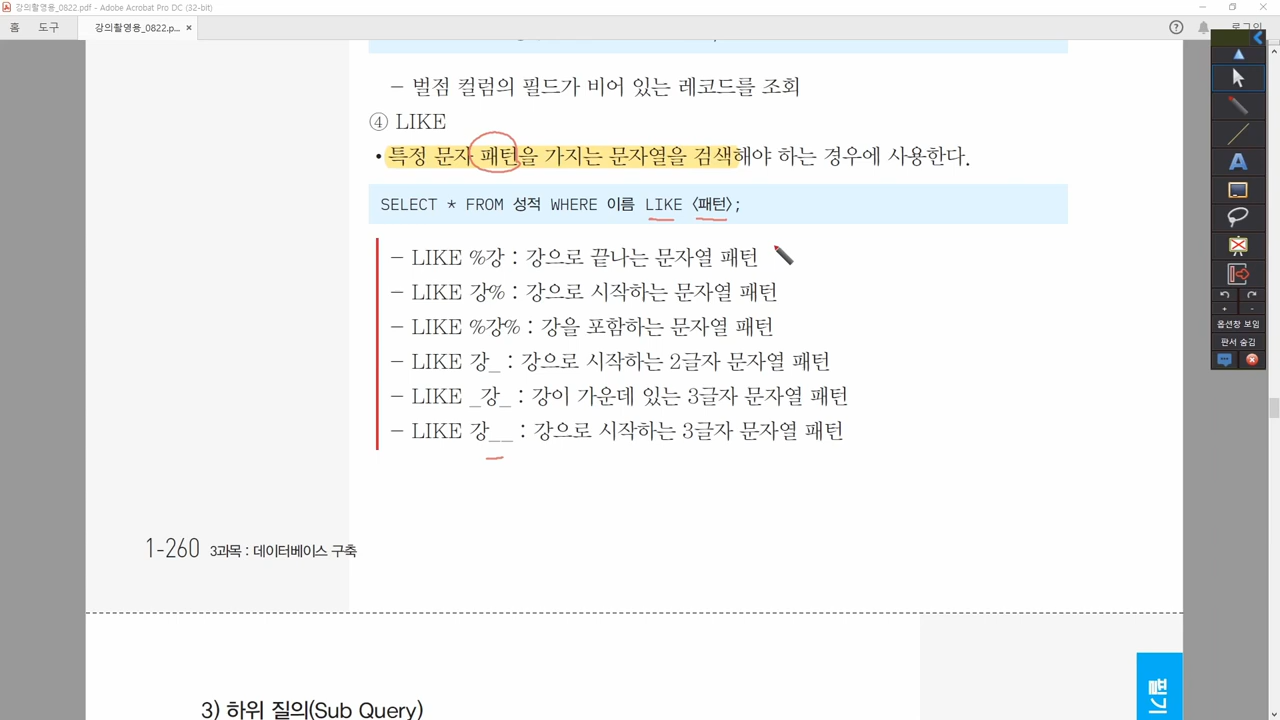 강의촬영용_0822.pdf - Adobe Acrobat Pro DC (32-bit)
홈 도구 강의촬영용_0822.p... × 로그인
- 벌점 컬럼의 필드가 비어 있는 레코드를 조회
④ LIKE
• 특정 문자 패턴을 가지는 문자열을 검색해야 하는 경우에 사용한다.
SELECT * FROM 성적 WHERE 이름 LIKE 〈패턴〉;
- LIKE %강 : 강으로 끝나는 문자열 패턴
- LIKE 강% : 강으로 시작하는 문자열 패턴
- LIKE %강% : 강을 포함하는 문자열 패턴
- LIKE 강_ : 강으로 시작하는 2글자 문자열 패턴
- LIKE _강_ : 강이 가운데 있는 3글자 문자열 패턴
- LIKE 강__ : 강으로 시작하는 3글자 문자열 패턴
옵션창 보임
판서 숨김
1-260 3과목 : 데이터베이스 구축
3) 하위 질의(Sub Query)
필기